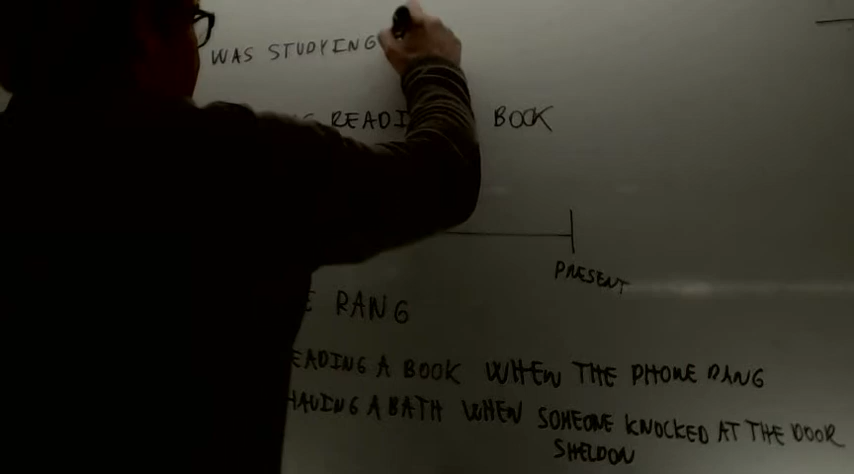 WAS STUDYING
BOOK
PRESENT
RANG
A BOOK WHEN THE PHONE RANG
HAVING A BATH WHEN SOMEONE KNOCKED AT THE DOOR
SHELDON